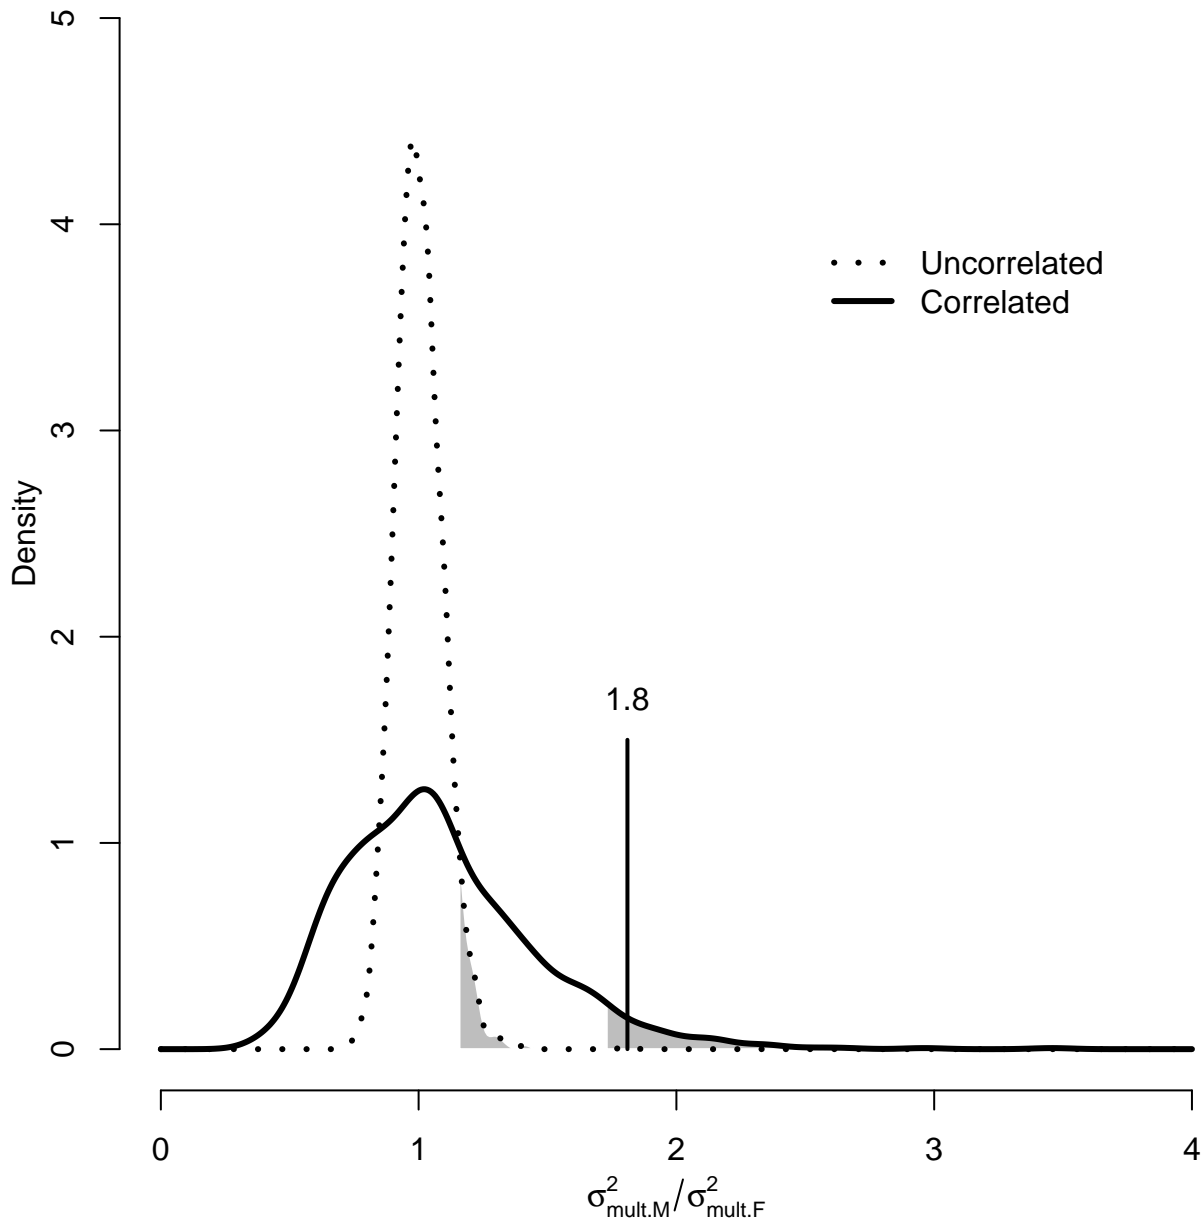 5
4
3
2
1
0
Density
Uncorrelated
Correlated
1.8
0 1 2 3 4
σ²mult.M/σ²mult.F